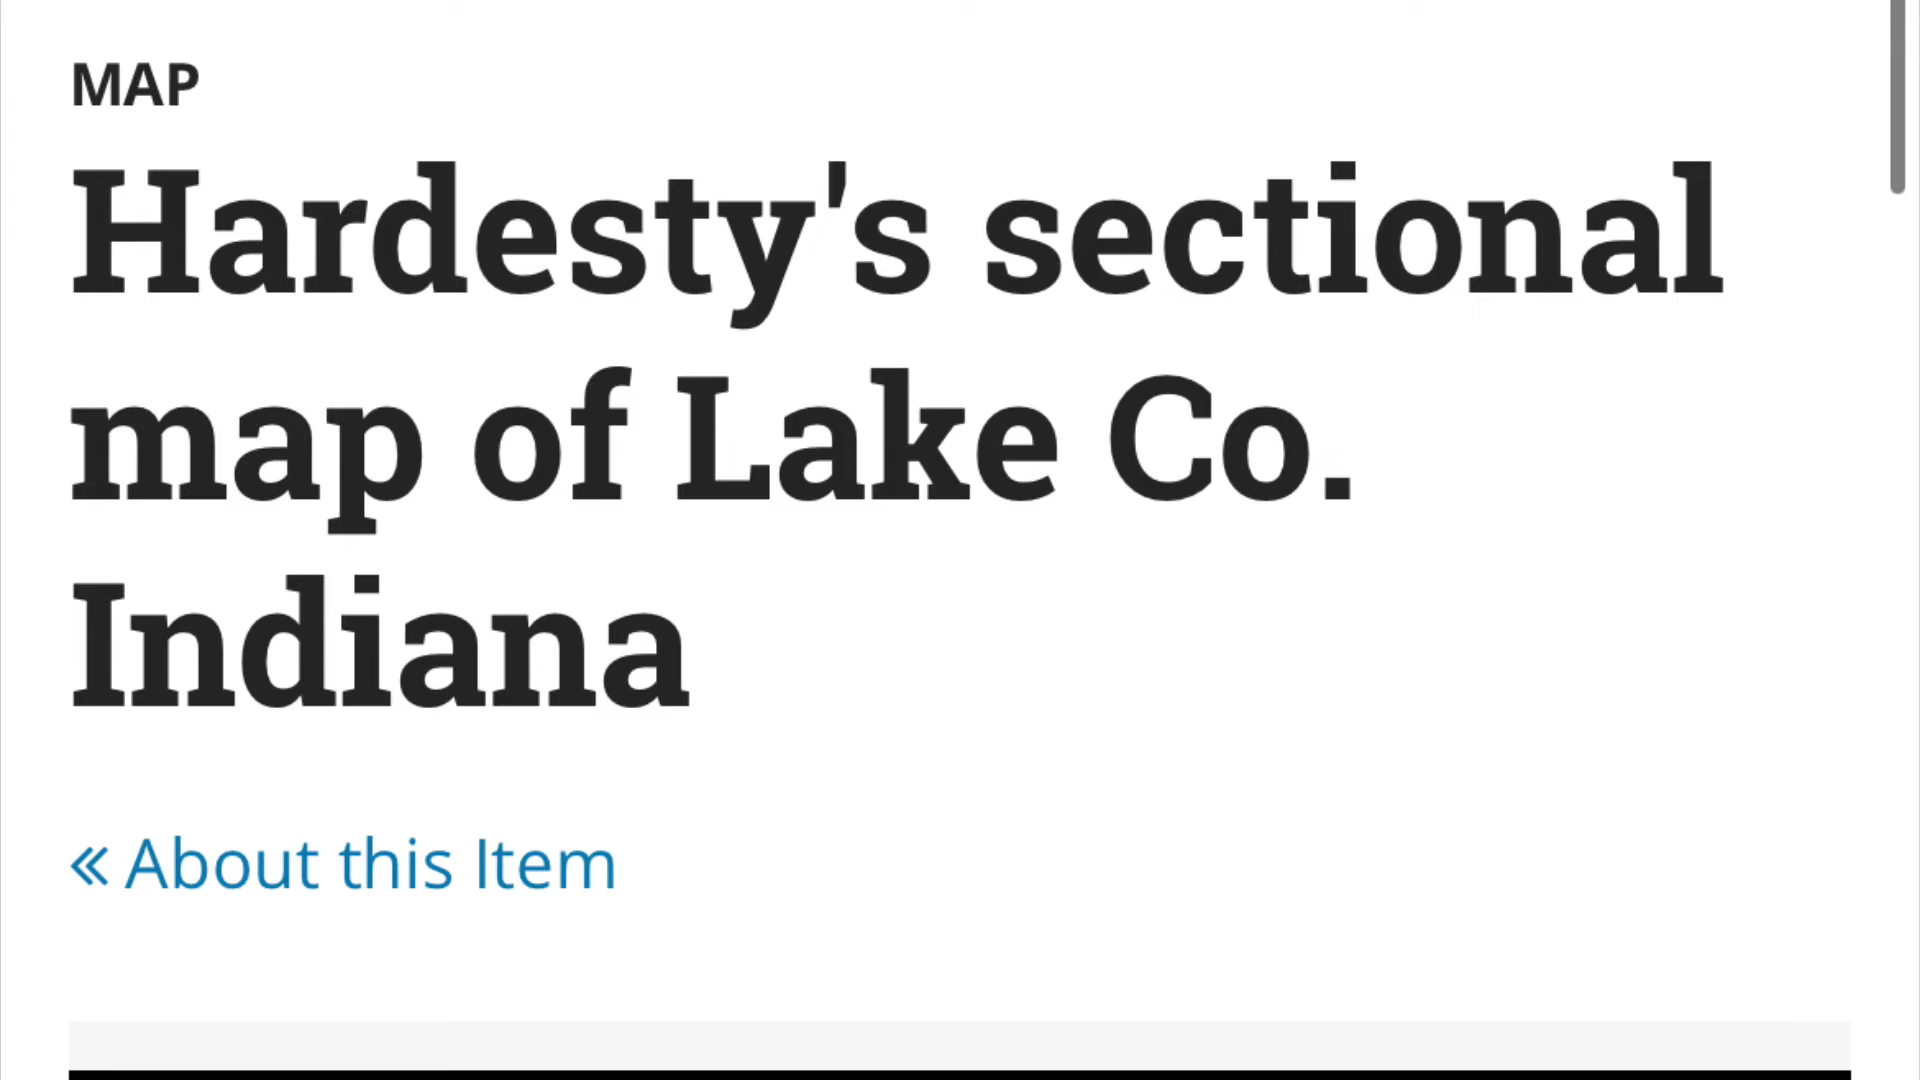 MAP
Hardesty's sectional
map of Lake Co.
Indiana
« About this Item